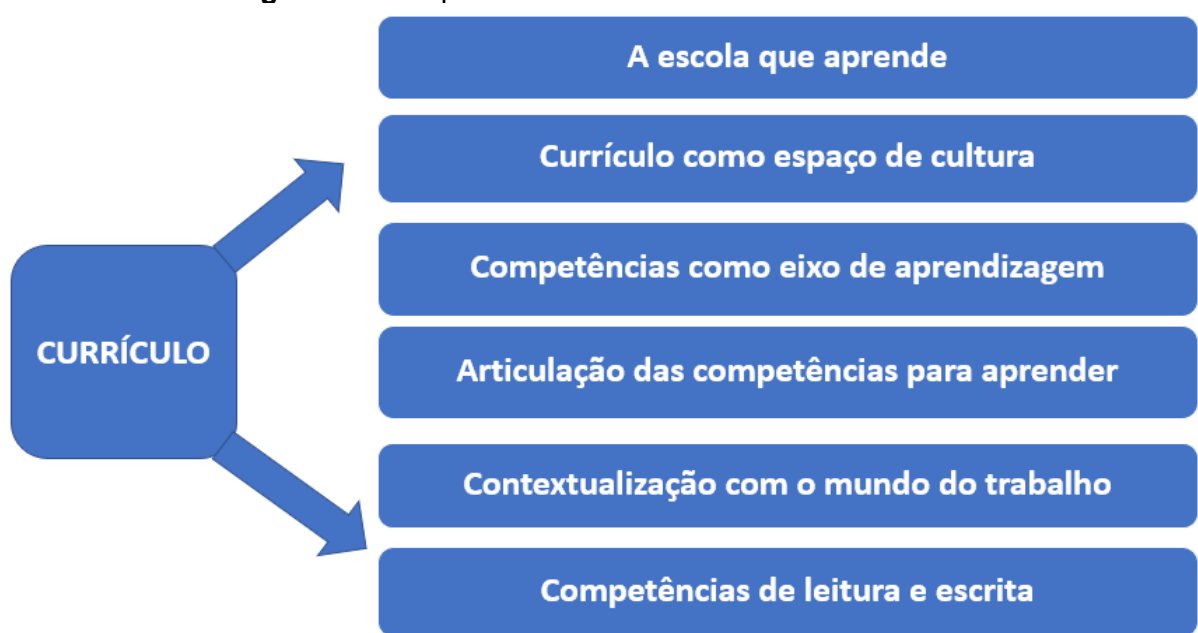 A escola que aprende
Currículo como espaço de cultura
Competências como eixo de aprendizagem
CURRÍCULO
Articulação das competências para aprender
Contextualização com o mundo do trabalho
Competências de leitura e escrita